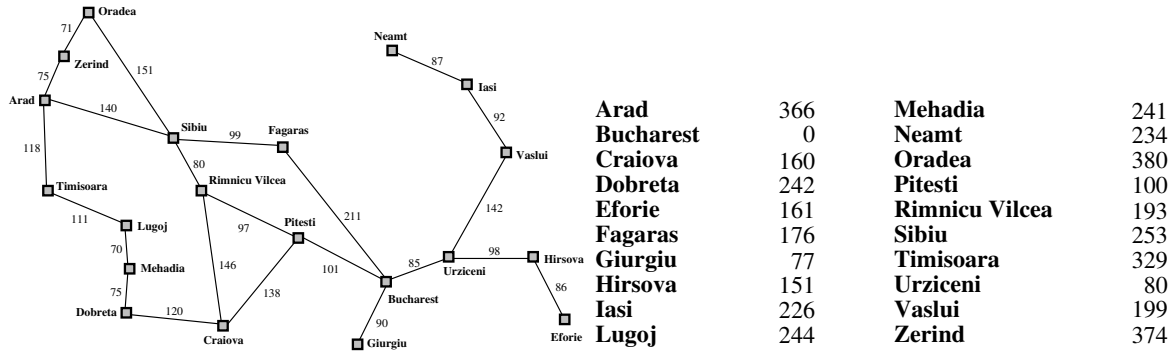 Oradea
71
Neamt
Zerind
87
75
151
Iasi
Arad
140
92
Sibiu
99
Fagaras
118
Vaslui
80
Timisoara
Rimnicu Vilcea
142
111
211
Lugoj
97
Pitesti
70
98
Hirsova
Mehadia
146
101
85
Urziceni
75
138
86
Bucharest
Dobreta
120
90
Craiova
Giurgiu
Eforie
Arad 366 Mehadia 241
Bucharest 0 Neamt 234
Craiova 160 Oradea 380
Dobreta 242 Pitesti 100
Eforie 161 Rimnicu Vilcea 193
Fagaras 176 Sibiu 253
Giurgiu 77 Timisoara 329
Hirsova 151 Urziceni 80
Iasi 226 Vaslui 199
Lugoj 244 Zerind 374